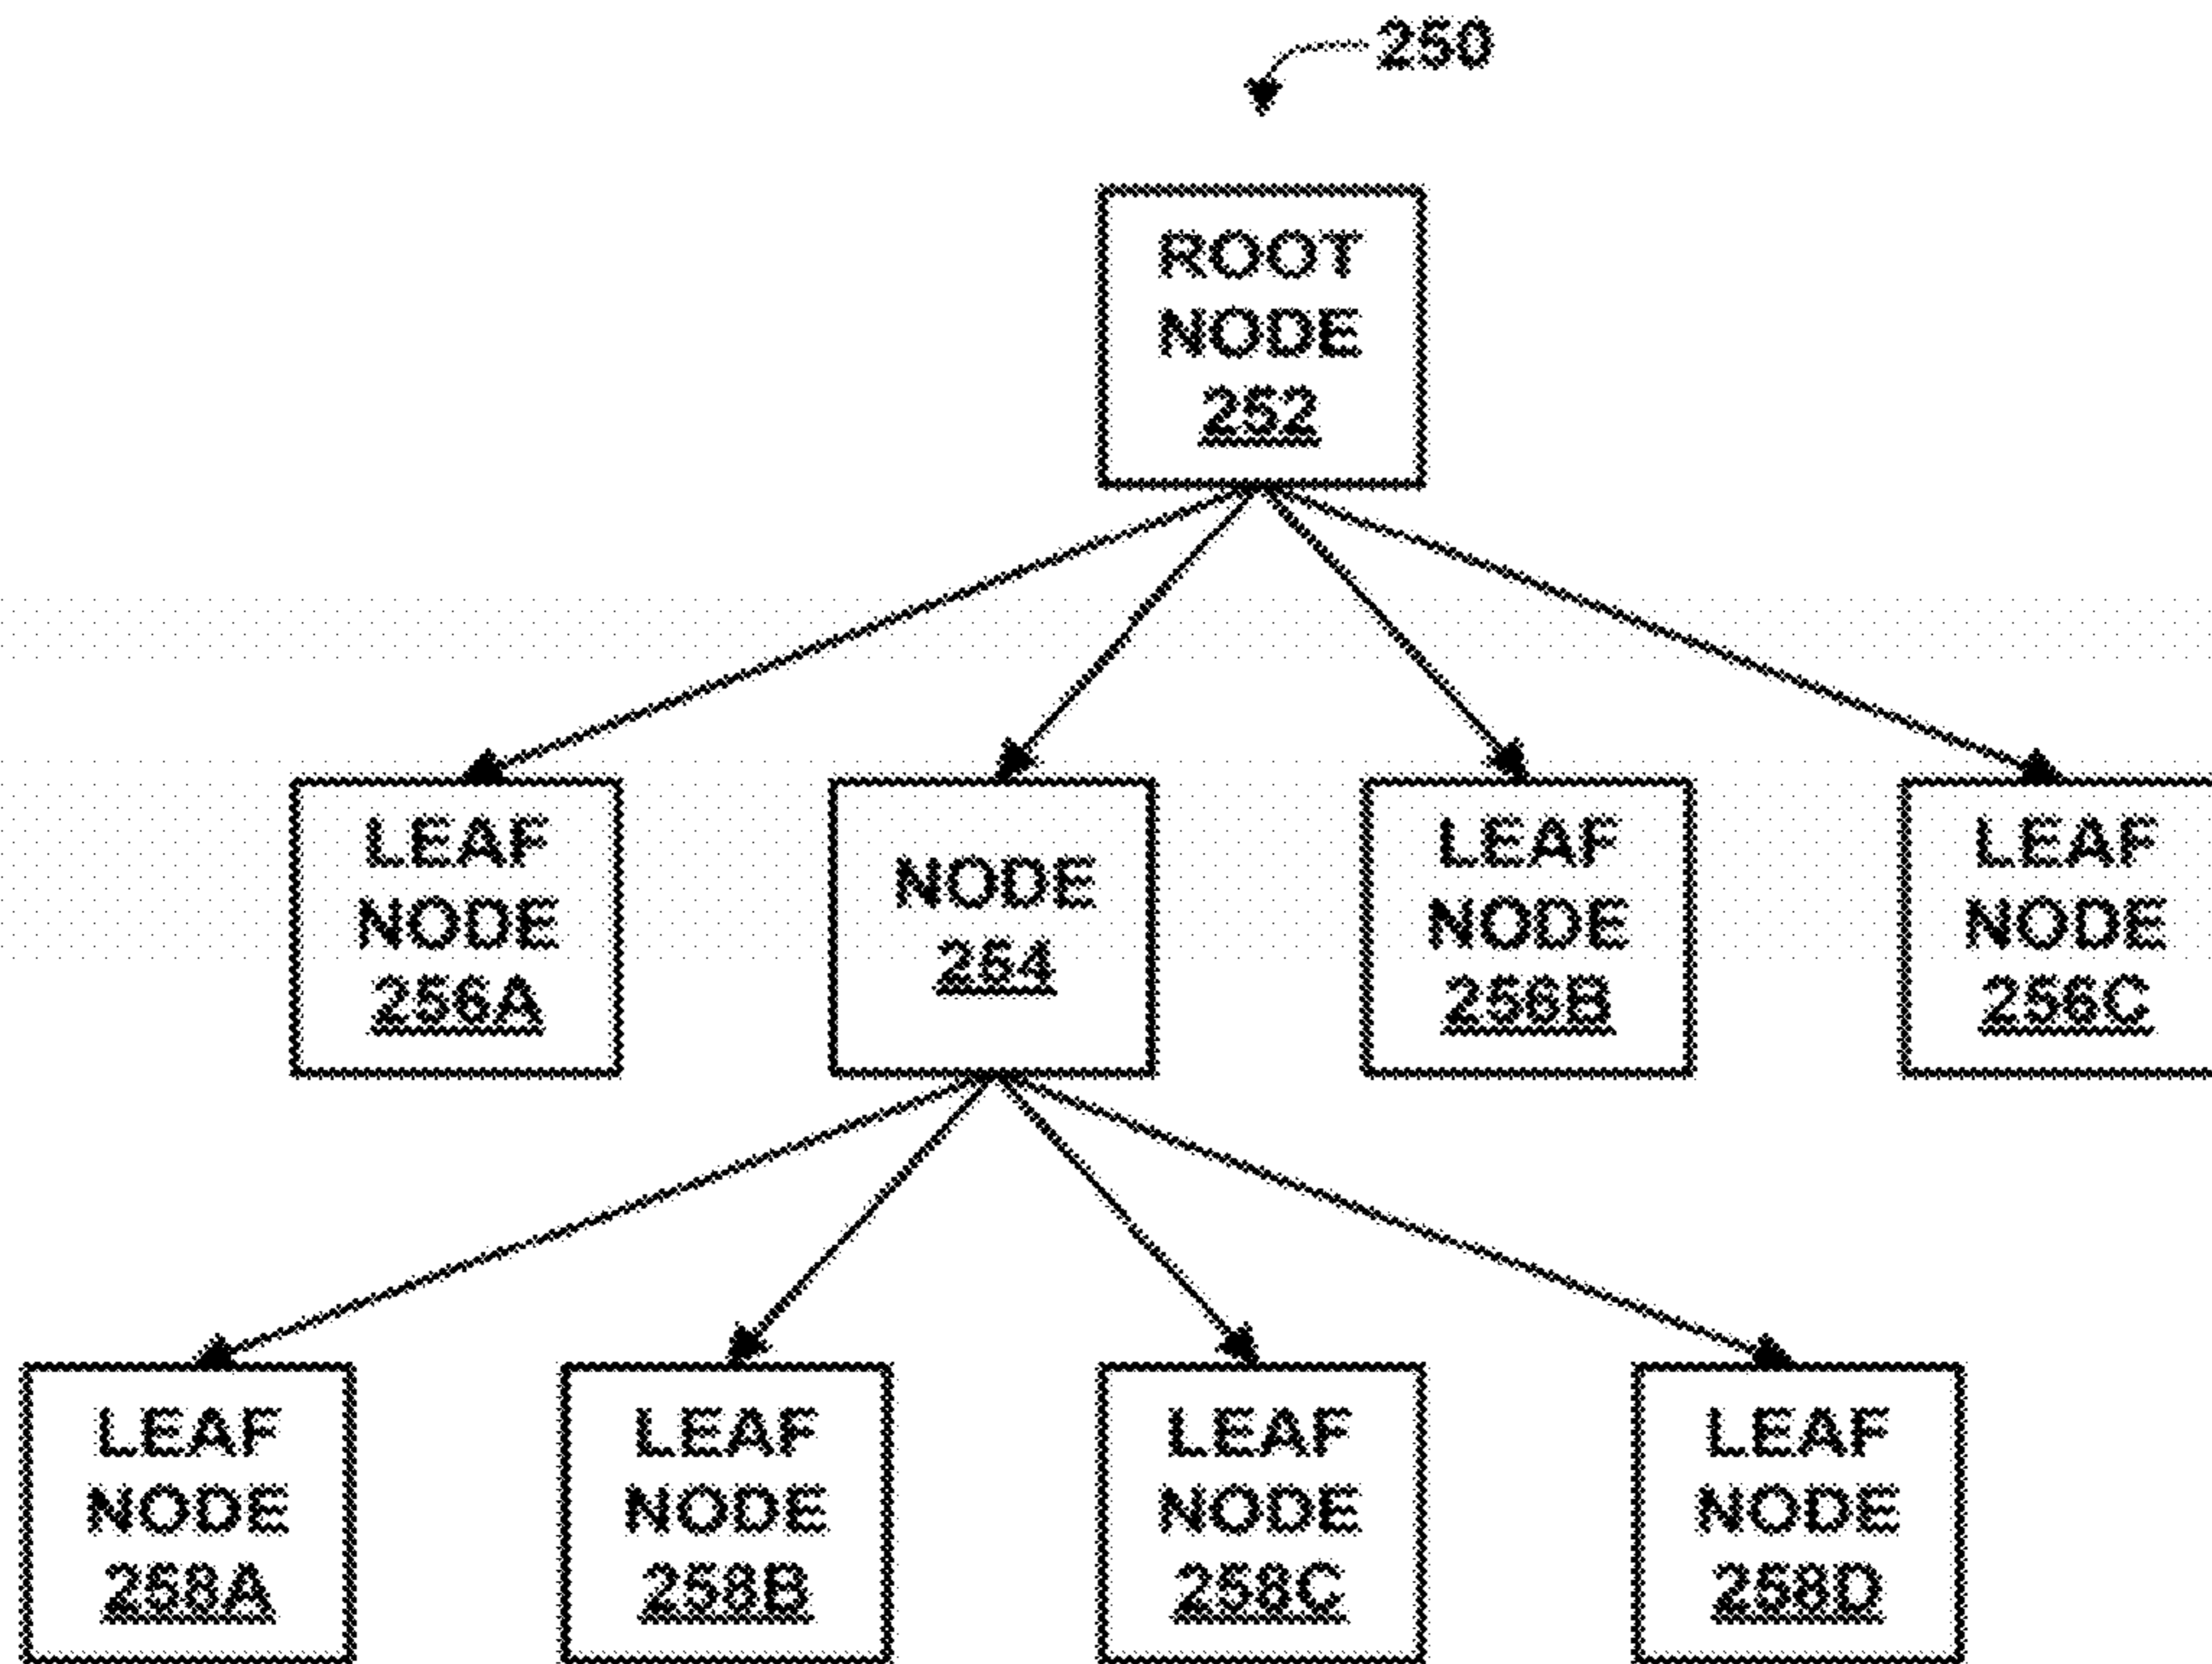 250
ROOT
NODE
252
LEAF
NODE
256A
NODE
254
LEAF
NODE
256B
LEAF
NODE
256C
LEAF
NODE
258A
LEAF
NODE
258B
LEAF
NODE
258C
LEAF
NODE
258D